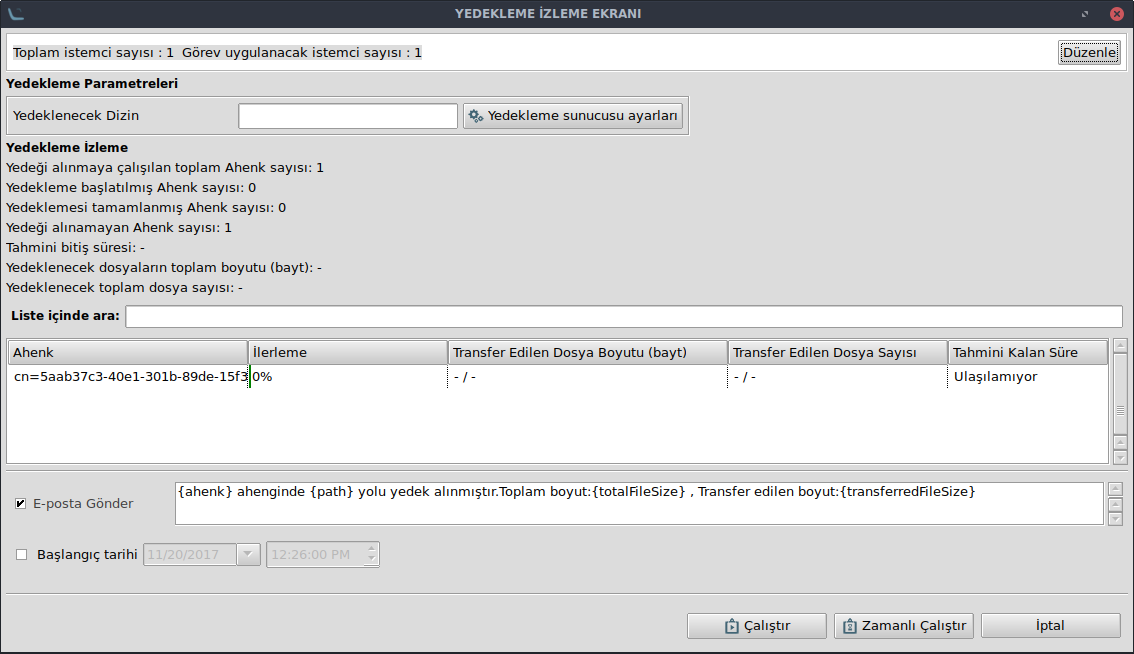 YEDEKLEME İZLEME EKRANI
Toplam istemci sayısı : 1 Görev uygulanacak istemci sayısı : 1
Düzenle
Yedekleme Parametreleri
Yedeklenecek Dizin
Yedekleme sunucusu ayarları
Yedekleme İzleme
Yedeği alınmaya çalışılan toplam Ahenk sayısı: 1
Yedekleme başlatılmış Ahenk sayısı: 0
Yedeklemesi tamamlanmış Ahenk sayısı: 0
Yedeği alınamayan Ahenk sayısı: 1
Tahmini bitiş süresi: -
Yedeklenecek dosyaların toplam boyutu (bayt): -
Yedeklenecek toplam dosya sayısı: -
Liste içinde ara:
Ahenk İlerleme Transfer Edilen Dosya Boyutu (bayt) Transfer Edilen Dosya Sayısı Tahmini Kalan Süre
cn=5aab37c3-40e1-301b-89de-15f3 0% - / - - / - Ulaşılamıyor
E-posta Gönder
{ahenk} ahenginde {path} yolu yedek alınmıştır.Toplam boyut:{totalFileSize} , Transfer edilen boyut:{transferredFileSize}
Başlangıç tarihi 11/20/2017 12:26:00 PM
Çalıştır Zamanlı Çalıştır İptal